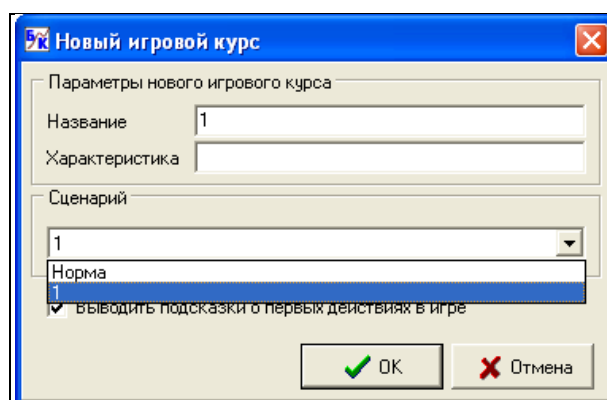 БК Новый игровой курс
Параметры нового игрового курса
Название 1
Характеристика
Сценарий
1
Норма
1
Выводить подсказки о первых действиях в игре
OK Отмена